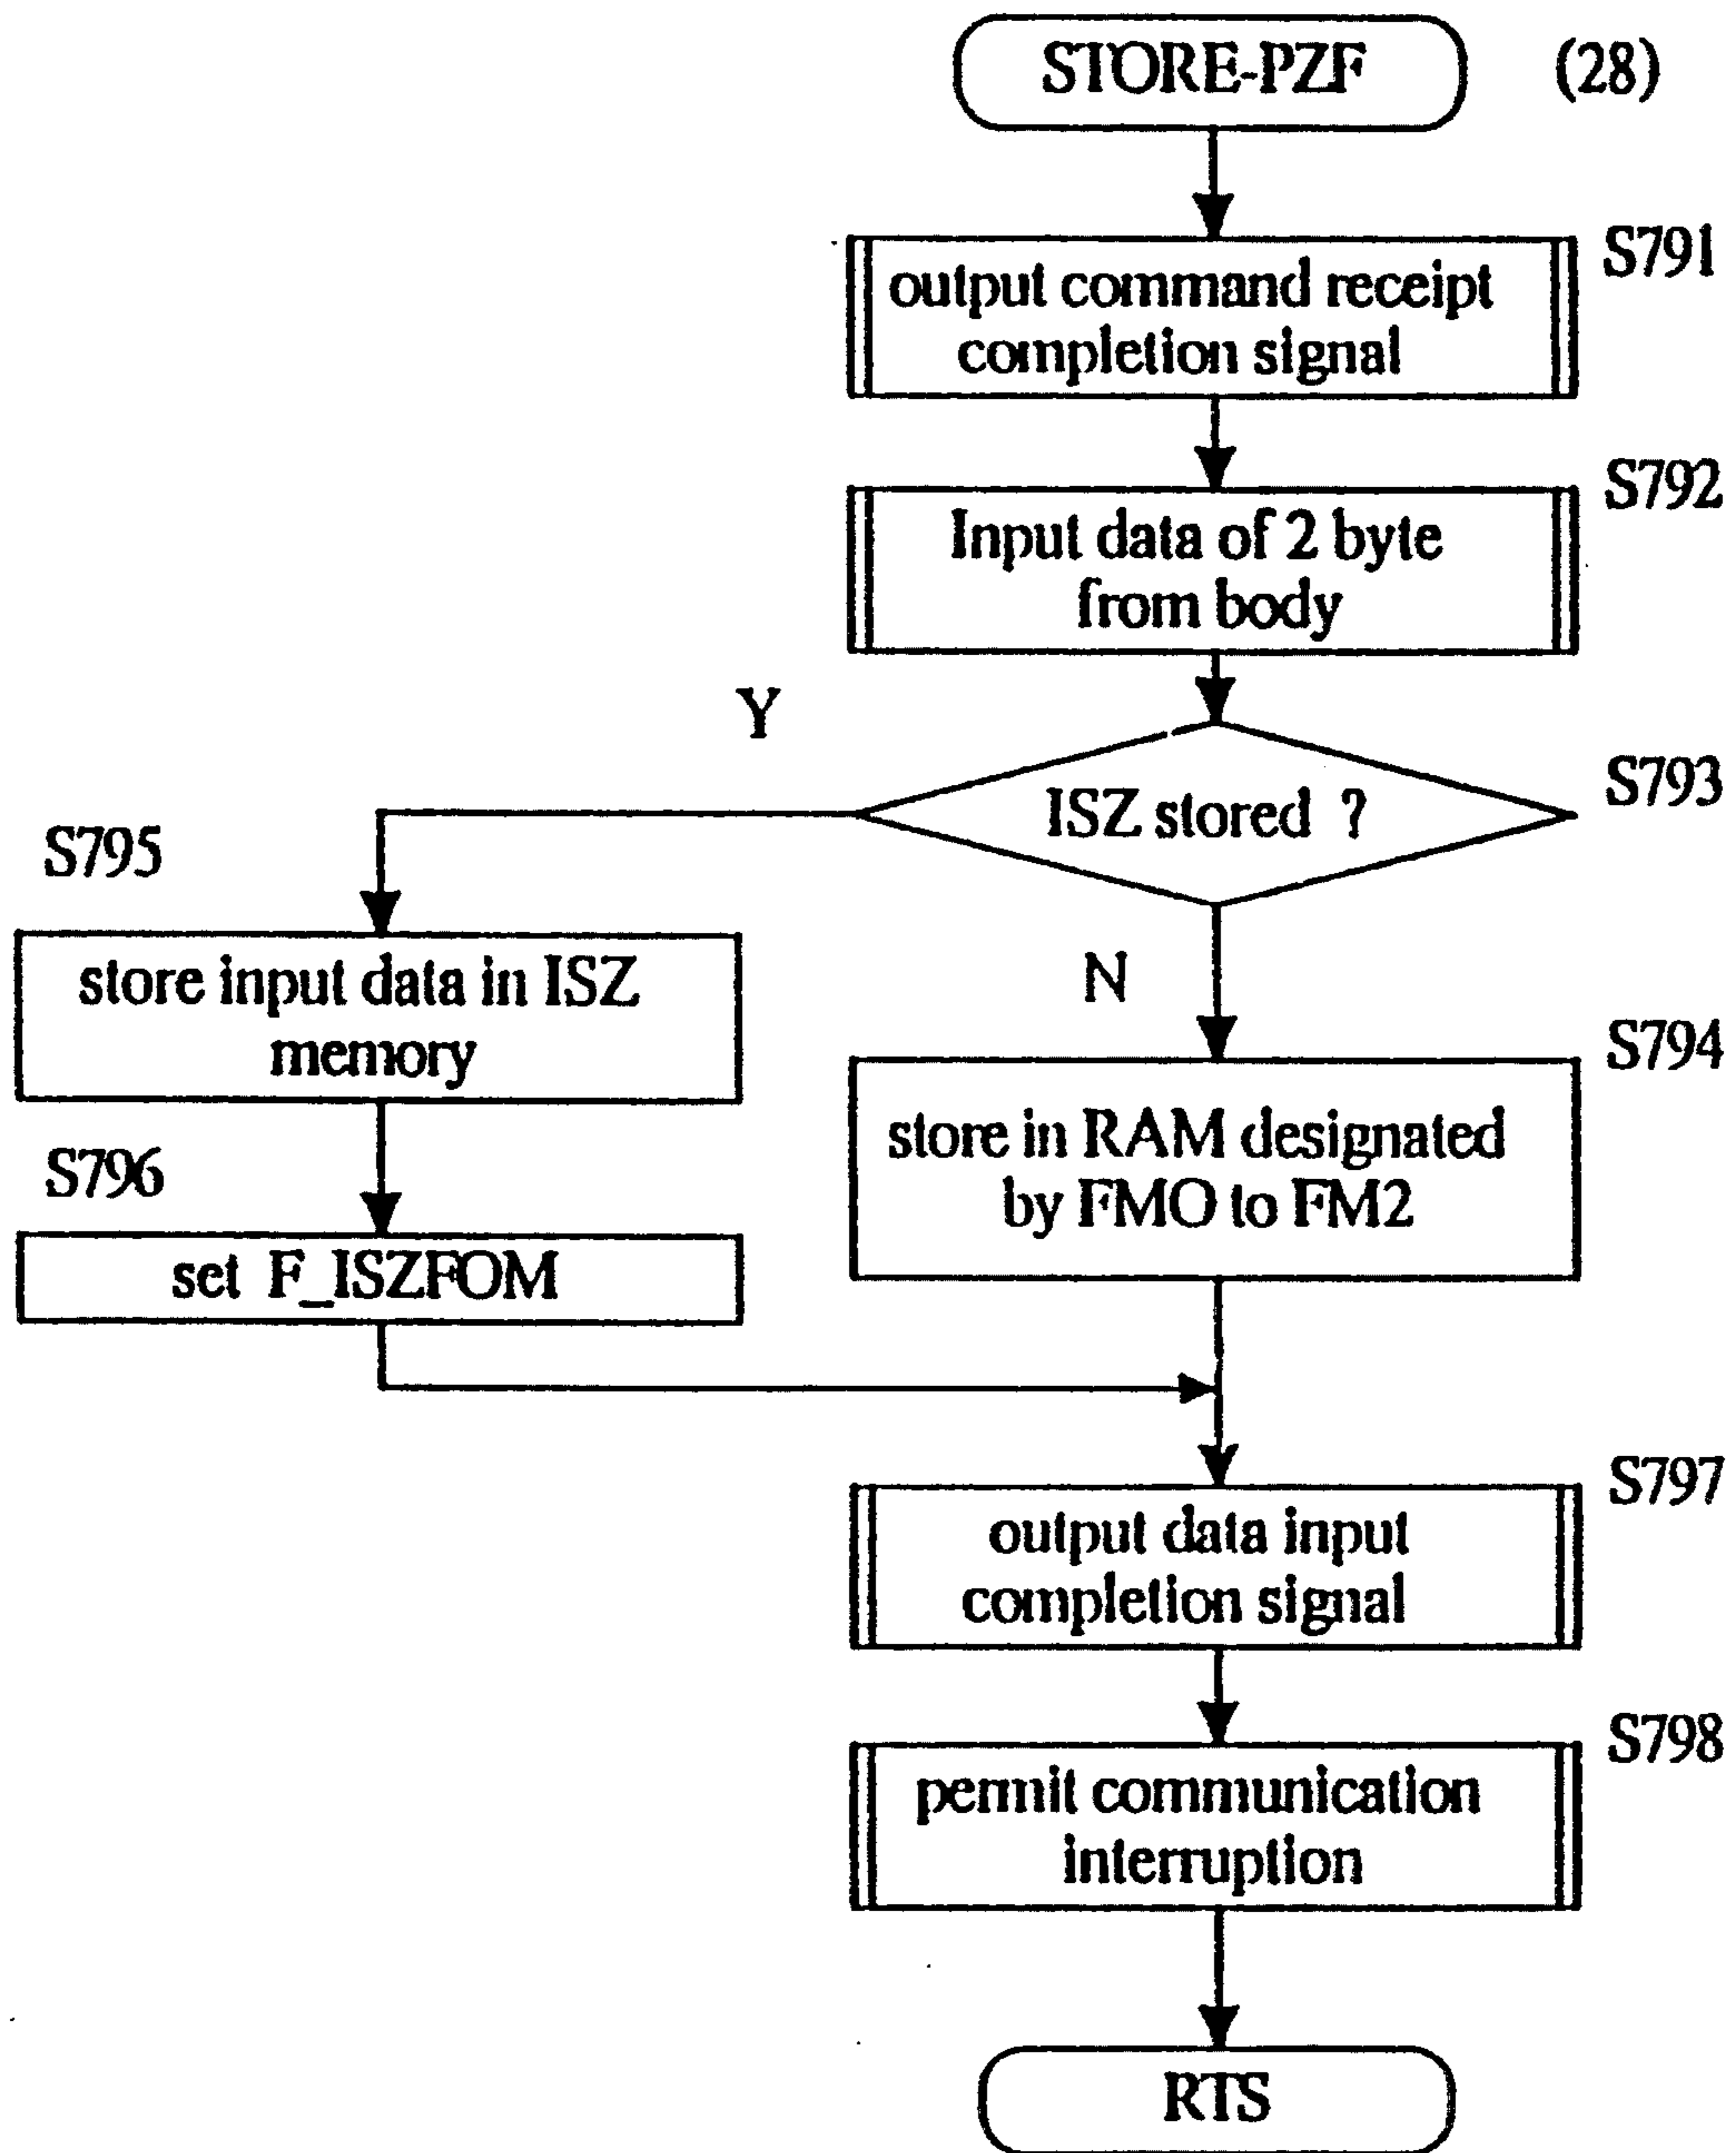 STORE-PZF (28)
S791
output command receipt
completion signal
S792
Input data of 2 byte
from body
Y
S793
ISZ stored ?
S795
store input data in ISZ
memory
N
S794
store in RAM designated
by FMO to FM2
S796
set F_ISZFOM
S797
output data input
completion signal
S798
permit communication
interruption
RTS